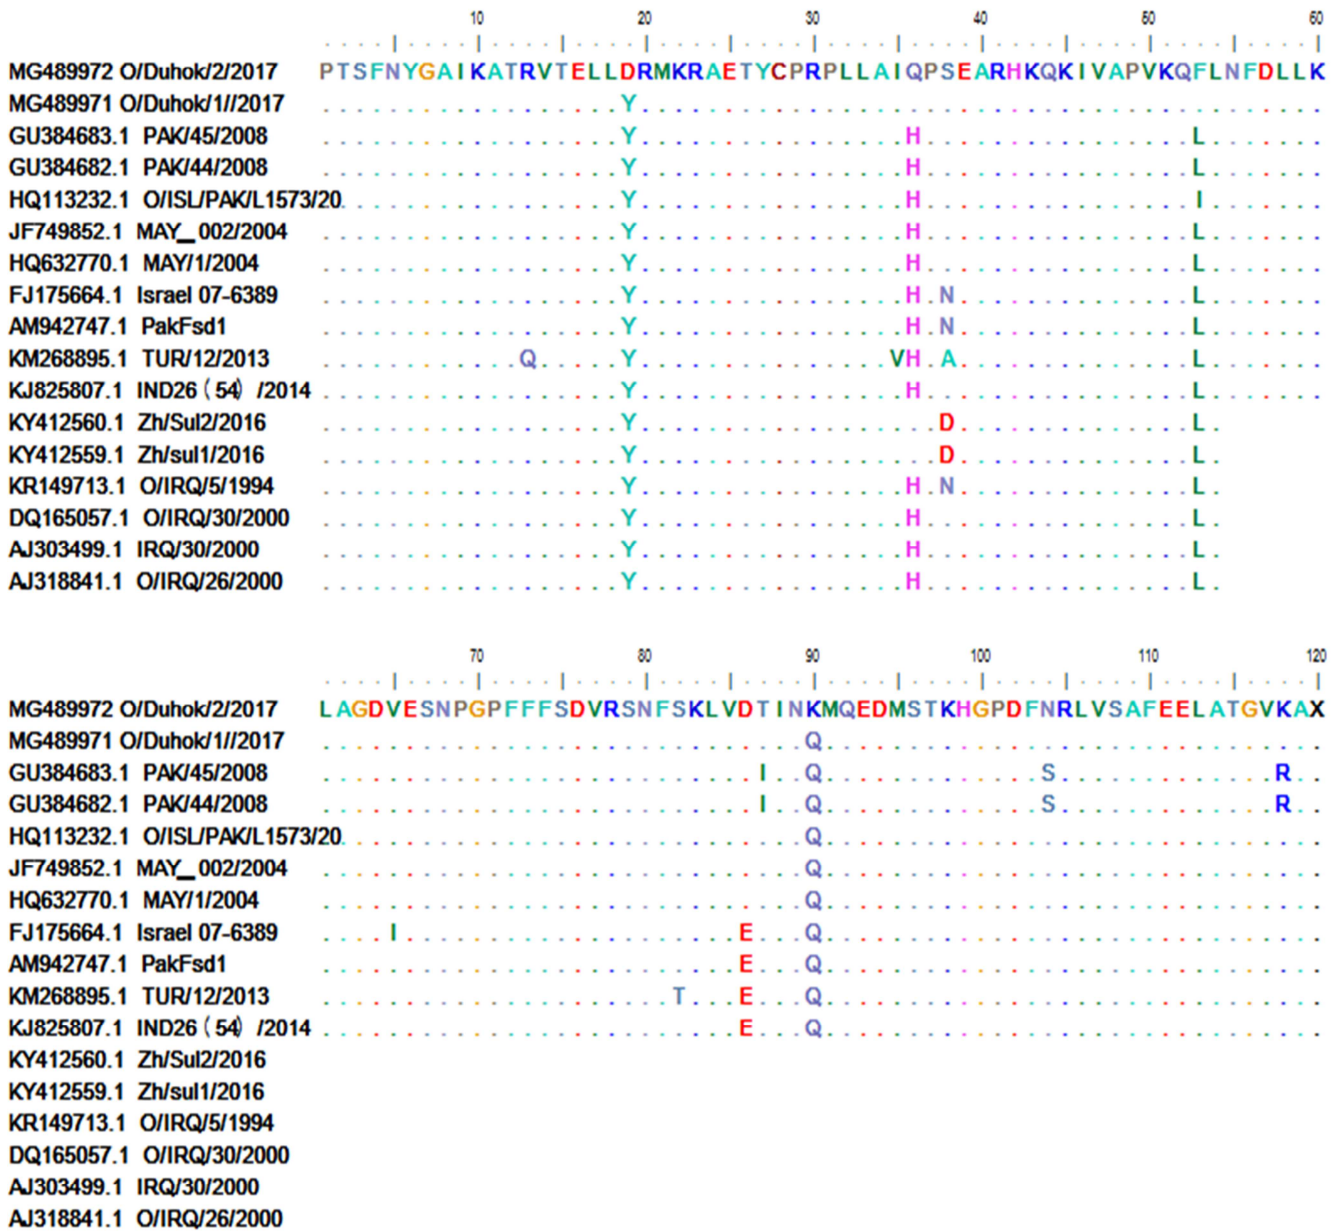 10 20 30 40 50 60
MG489972 O/Duhok/2/2017 PTSFNYGAIKATRVTELLDRMKRAETYCPRPLLAIQPSEARHKQKIVAPVKQFLNFDLLK
MG489971 O/Duhok/1//2017 ..................Y.........................................
GU384683.1 PAK/45/2008 ..................Y................H................L.......
GU384682.1 PAK/44/2008 ..................Y................H................L.......
HQ113232.1 O/ISL/PAK/L1573/20 ..................Y................H................I.......
JF749852.1 MAY_002/2004 ..................Y................H................L.......
HQ632770.1 MAY/1/2004 ..................Y................H................L.......
FJ175664.1 Israel 07-6389 ..................Y................H.N..............L.......
AM942747.1 PakFsd1 ..................Y................H.N..............L.......
KM268895.1 TUR/12/2013 ............Q.....Y...............VH.A..............L.......
KJ825807.1 IND26 (54) /2014 ..................Y................H................L.......
KY412560.1 Zh/Sul2/2016 ..................Y..................D..............L.
KY412559.1 Zh/sul1/2016 ..................Y..................D..............L.
KR149713.1 O/IRQ/5/1994 ..................Y................H.N..............L.
DQ165057.1 O/IRQ/30/2000 ..................Y................H................L.
AJ303499.1 IRQ/30/2000 ..................Y................H................L.
AJ318841.1 O/IRQ/26/2000 ..................Y................H................L.
70 80 90 100 110 120
MG489972 O/Duhok/2/2017 LAGDVESNPGPFFFSDVRSNFSKLVDTINKMQEDMSTKHGPDFNRLVSAFEELATGVKAX
MG489971 O/Duhok/1//2017 .............................Q..............................
GU384683.1 PAK/45/2008 ..........................I..Q.............S.............R..
GU384682.1 PAK/44/2008 ..........................I..Q.............S.............R..
HQ113232.1 O/ISL/PAK/L1573/20 .............................Q..............................
JF749852.1 MAY_002/2004 .............................Q..............................
HQ632770.1 MAY/1/2004 .............................Q..............................
FJ175664.1 Israel 07-6389 ....I....................E...Q..............................
AM942747.1 PakFsd1 .........................E...Q..............................
KM268895.1 TUR/12/2013 .....................T...E...Q..............................
KJ825807.1 IND26 (54) /2014 .........................E...Q..............................
KY412560.1 Zh/Sul2/2016
KY412559.1 Zh/sul1/2016
KR149713.1 O/IRQ/5/1994
DQ165057.1 O/IRQ/30/2000
AJ303499.1 IRQ/30/2000
AJ318841.1 O/IRQ/26/2000